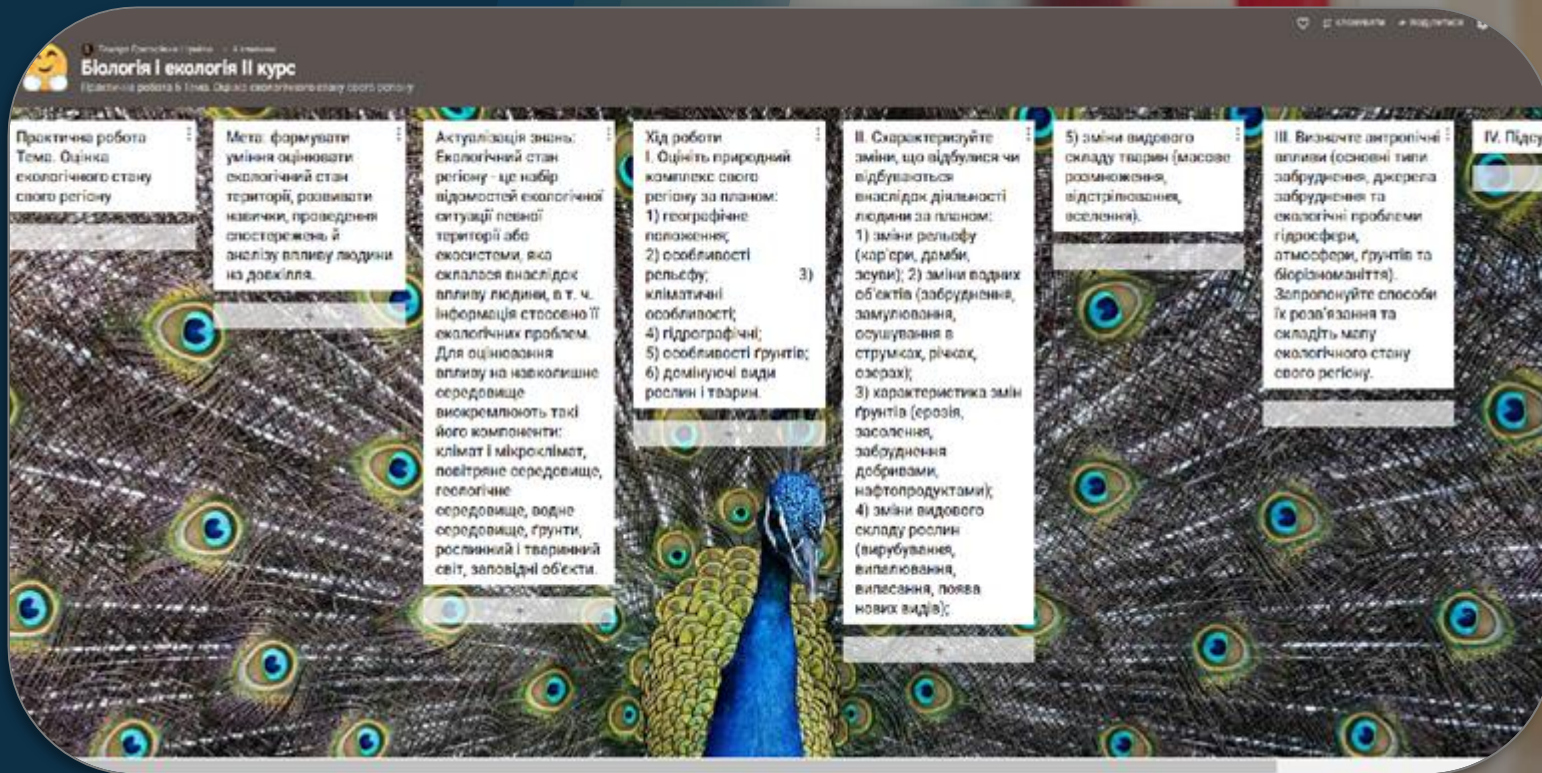 Біологія і екологія ІІ курс
Практична робота 6 Тема. Оцінка екологічного стану свого регіону
Практична робота
Тема. Оцінка
екологічного стану
свого регіону
Мета: формувати
уміння оцінювати
екологічний стан
території, розвивати
навички, проведення
спостережень й
аналізу впливу людини
на довкілля.
Актуалізація знань:
Екологічний стан
регіону - це набір
відомостей екологічної
ситуації певної
території або
екосистеми, яка
склалася внаслідок
впливу людини, в т. ч.
інформація стосовно її
екологічних проблем.
Для оцінювання
впливу на навколишнє
середовище
виокремлюють такі
його компоненти:
клімат і мікроклімат,
повітряне середовище,
геологічне
середовище, водне
середовище, ґрунти,
рослинний і тваринний
світ, заповідні об'єкти.
Хід роботи
І. Оцініть природний
комплекс свого
регіону за планом:
1) географічне
положення;
2) особливості
рельєфу; 3)
кліматичні
особливості;
4) гідрографічні;
5) особливості ґрунтів;
6) домінуючі види
рослин і тварин.
ІІ. Схарактеризуйте
зміни, що відбулися чи
відбуваються
внаслідок діяльності
людини за планом:
1) зміни рельєфу
(кар'єри, дамби,
зсуви); 2) зміни водних
об'єктів (забруднення,
замулювання,
осушування в
струмках, річках,
озерах);
3) характеристика змін
ґрунтів (ерозія,
засолення,
забруднення
добривами,
нафтопродуктами);
4) зміни видового
складу рослин
(вирубування,
випалювання,
випасання, поява
нових видів);
5) зміни видового
складу тварин (масове
розмноження,
відстрілювання,
вселення).
ІІІ. Визначте антропічні
впливи (основні типи
забруднення, джерела
забруднення та
екологічні проблеми
гідросфери,
атмосфери, ґрунтів та
біорізноманіття).
Запропонуйте способи
їх розв'язання та
складіть мапу
екологічного стану
свого регіону.
IV. Підсу